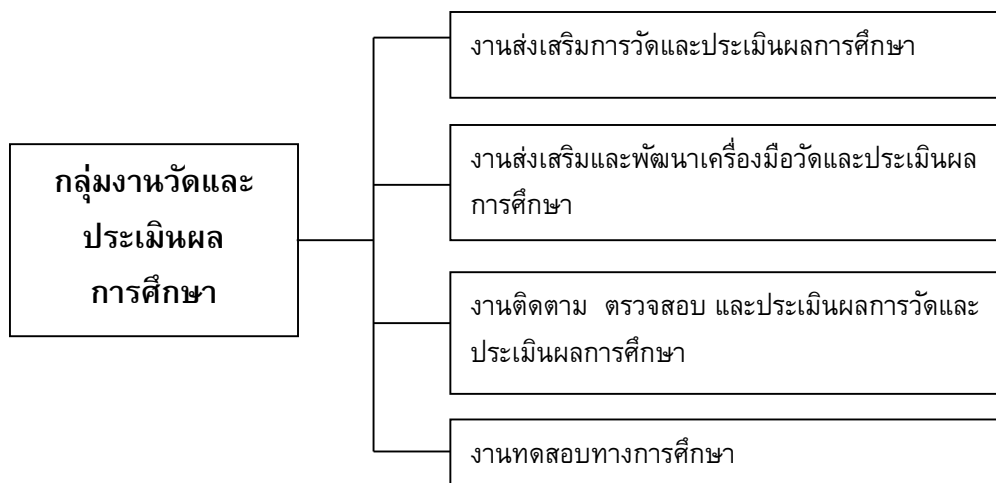 งานส่งเสริมการวัดและประเมินผลการศึกษา
งานส่งเสริมและพัฒนาเครื่องมือวัดและประเมินผล
การศึกษา
กลุ่มงานวัดและ
ประเมินผล
การศึกษา
งานติดตาม ตรวจสอบ และประเมินผลการวัดและ
ประเมินผลการศึกษา
งานทดสอบทางการศึกษา